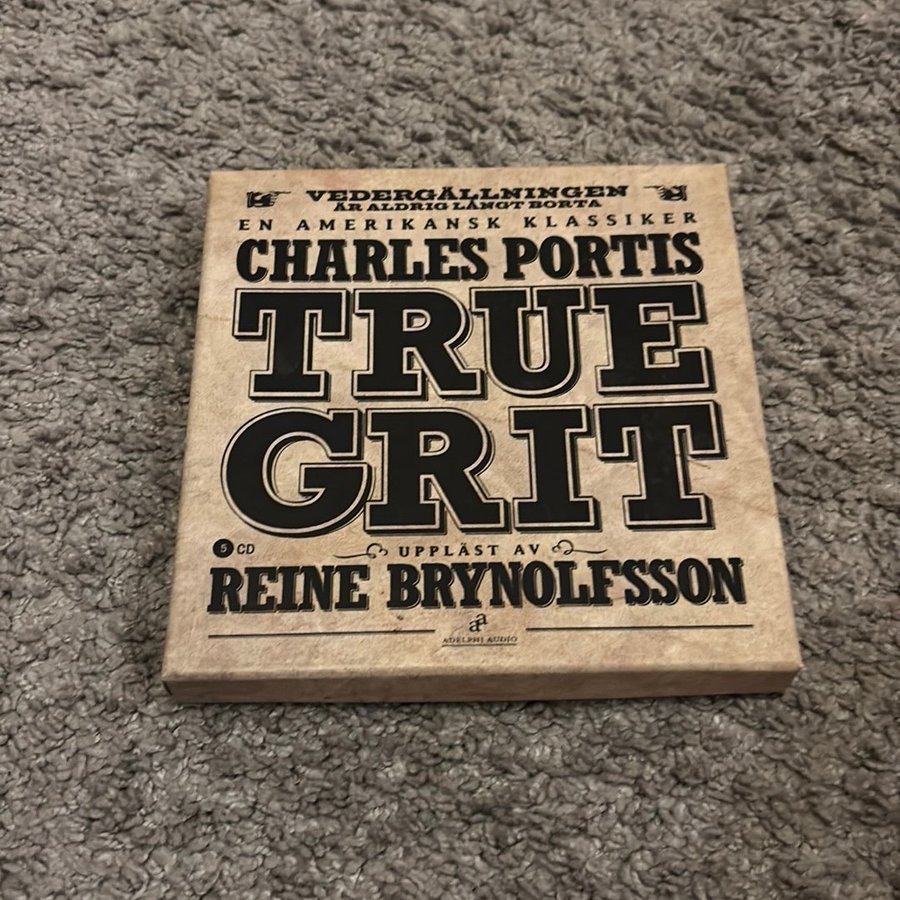 VEDERGÄLLNINGEN
ÄR ALDRIG LÅNGT BORTA
EN AMERIKANSK KLASSIKER
CHARLES PORTIS
TRUE
GRIT
5 CD
UPPLÄST AV
REINE BRYNOLFSSON
aa
ADELPHI AUDIO